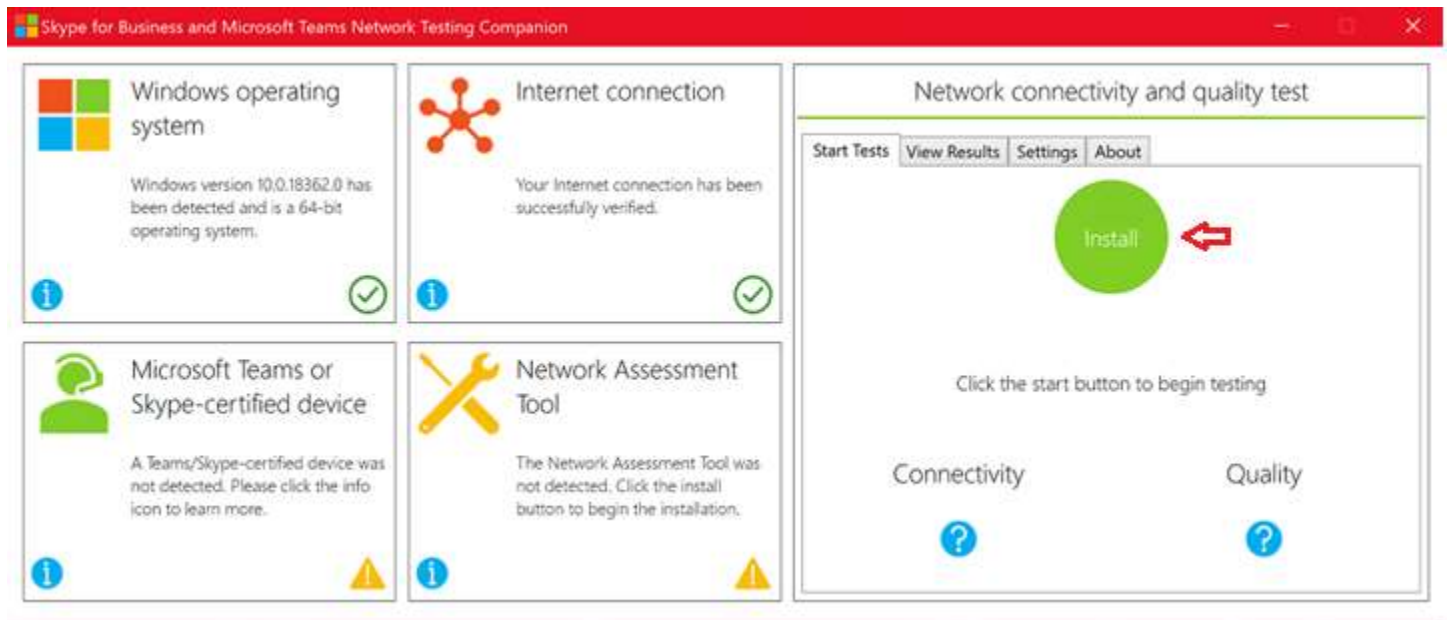 Skype for Business and Microsoft Teams Network Testing Companion
Windows operating
system
Windows version 10.0.18362.0 has
been detected and is a 64-bit
operating system.
Internet connection
Your Internet connection has been
successfully verified.
Microsoft Teams or
Skype-certified device
A Teams/Skype-certified device was
not detected. Please click the info
icon to learn more.
Network Assessment
Tool
The Network Assessment Tool was
not detected. Click the install
button to begin the installation.
Network connectivity and quality test
Start Tests View Results Settings About
Install
Click the start button to begin testing
Connectivity Quality